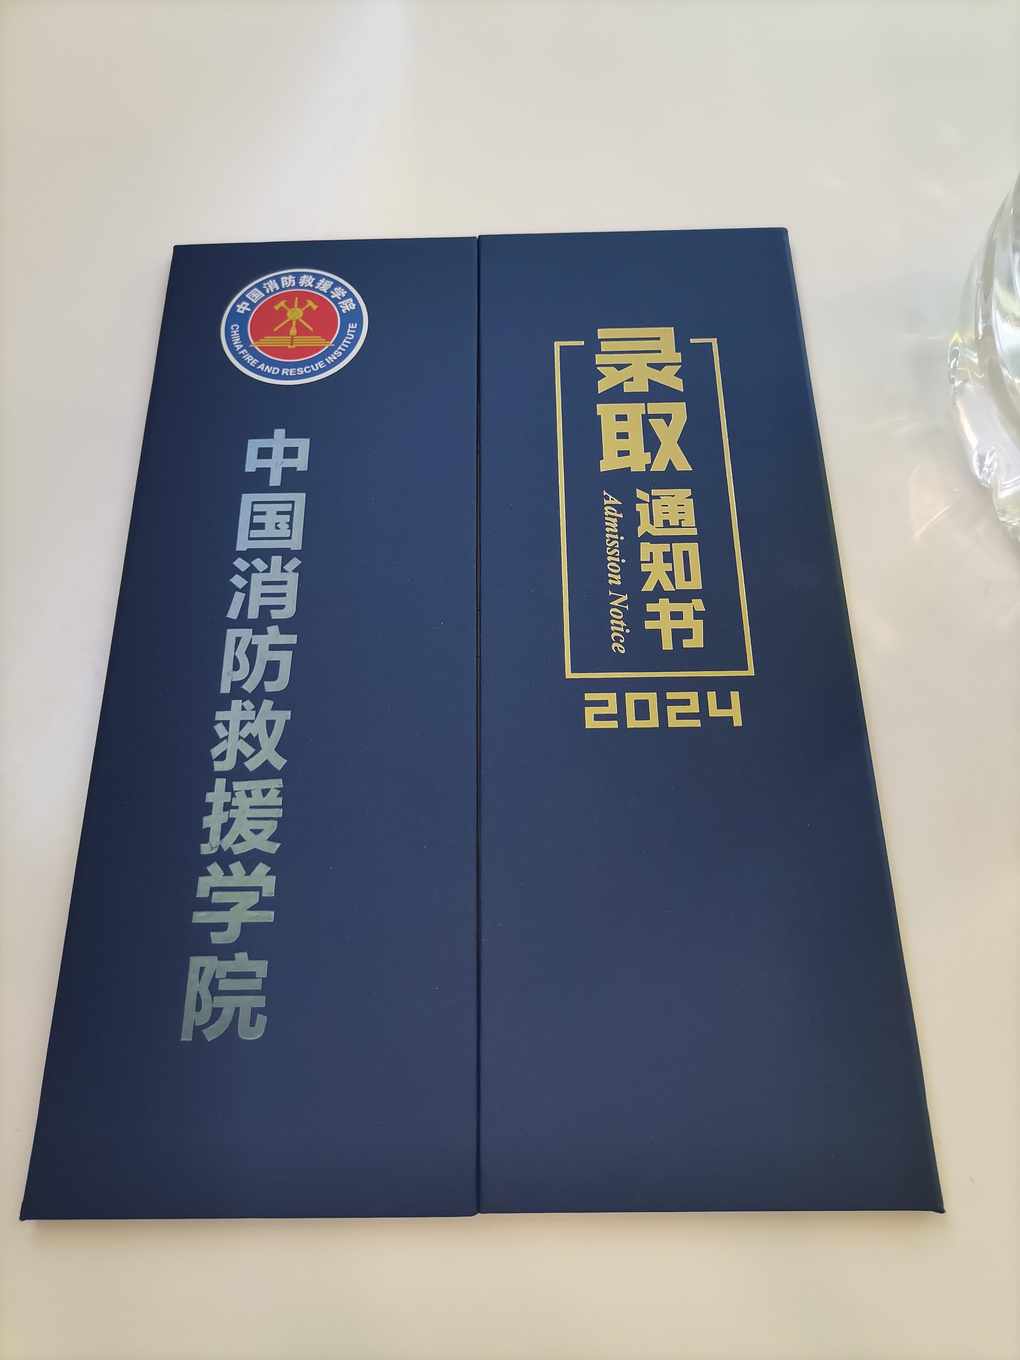 中国消防救援学院
CHINA FIRE AND RESCUE INSTITUTE
中国消防救援学院
录取
通知书
Admission Notice
2024